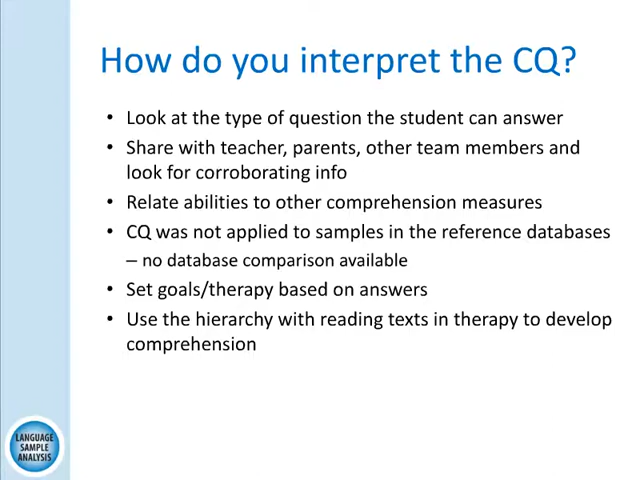 How do you interpret the CQ?
• Look at the type of question the student can answer
• Share with teacher, parents, other team members and
look for corroborating info
• Relate abilities to other comprehension measures
• CQ was not applied to samples in the reference databases
– no database comparison available
• Set goals/therapy based on answers
• Use the hierarchy with reading texts in therapy to develop
comprehension
LANGUAGE
SAMPLE
ANALYSIS